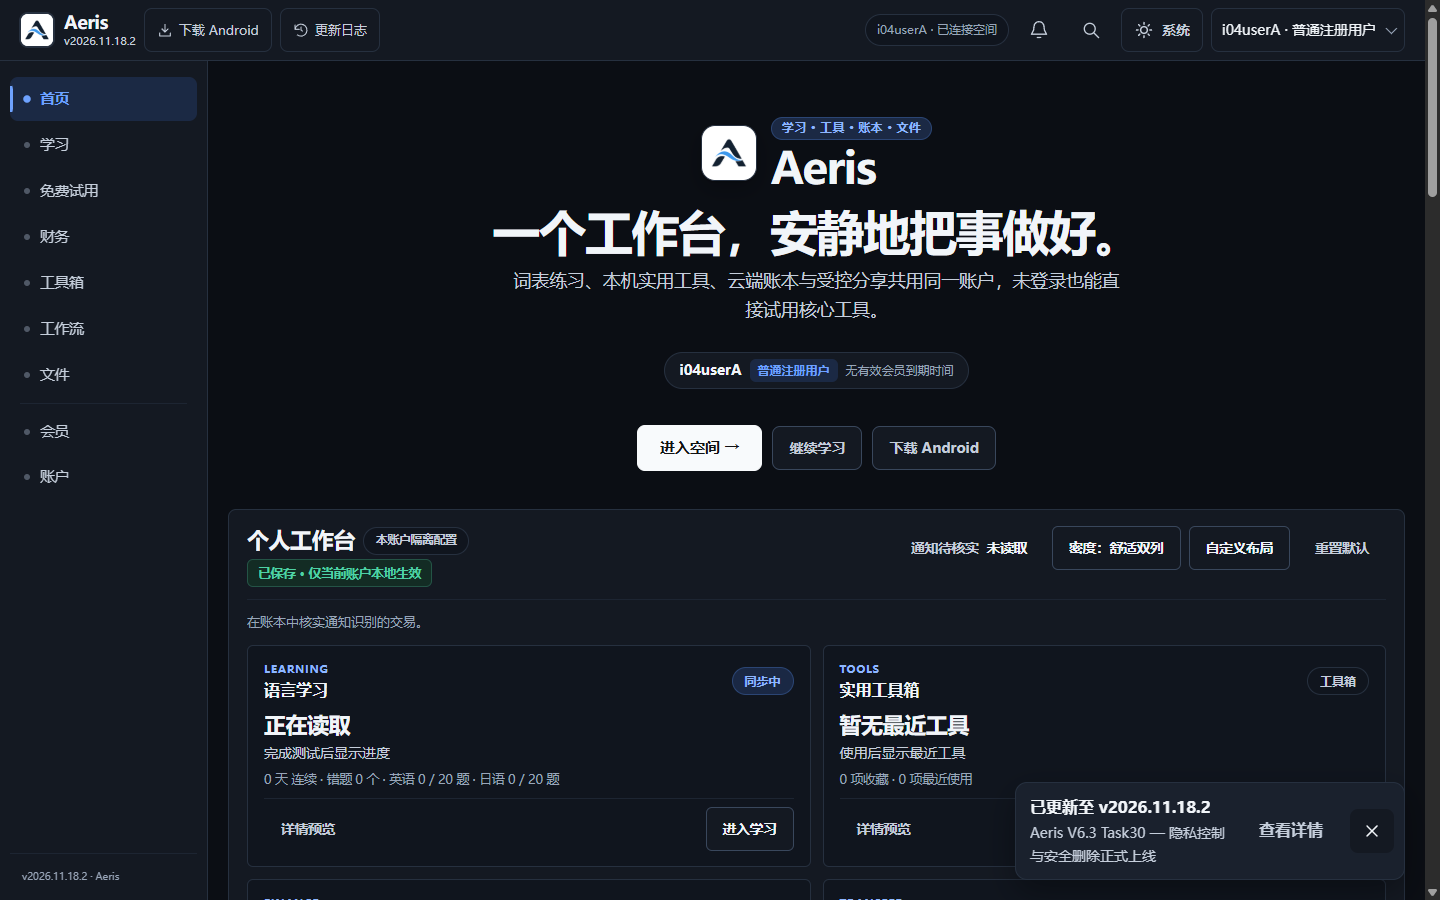 Aeris
v2026.11.18.2
下载 Android
更新日志
i04userA · 已连接空间
系统
i04userA · 普通注册用户
首页
学习
免费试用
财务
工具箱
工作流
文件
会员
账户
v2026.11.18.2 · Aeris
学习 • 工具 • 账本 • 文件
Aeris
一个工作台，安静地把事做好。
词表练习、本机实用工具、云端账本与受控分享共用同一账户，未登录也能直
接试用核心工具。
i04userA 普通注册用户 无有效会员到期时间
进入空间 →
继续学习
下载 Android
个人工作台
本账户隔离配置
已保存 • 仅当前账户本地生效
通知待核实 未读取
密度：舒适双列
自定义布局
重置默认
在账本中核实通知识别的交易。
LEARNING
语言学习
同步中
正在读取
完成测试后显示进度
0 天 连续 · 错题 0 个 · 英语 0 / 20 题 · 日语 0 / 20 题
详情预览
进入学习
TOOLS
实用工具箱
工具箱
暂无最近工具
使用后显示最近工具
0 项收藏 · 0 项最近使用
详情预览
已更新至 v2026.11.18.2
Aeris V6.3 Task30 — 隐私控制
与安全删除正式上线
查看详情